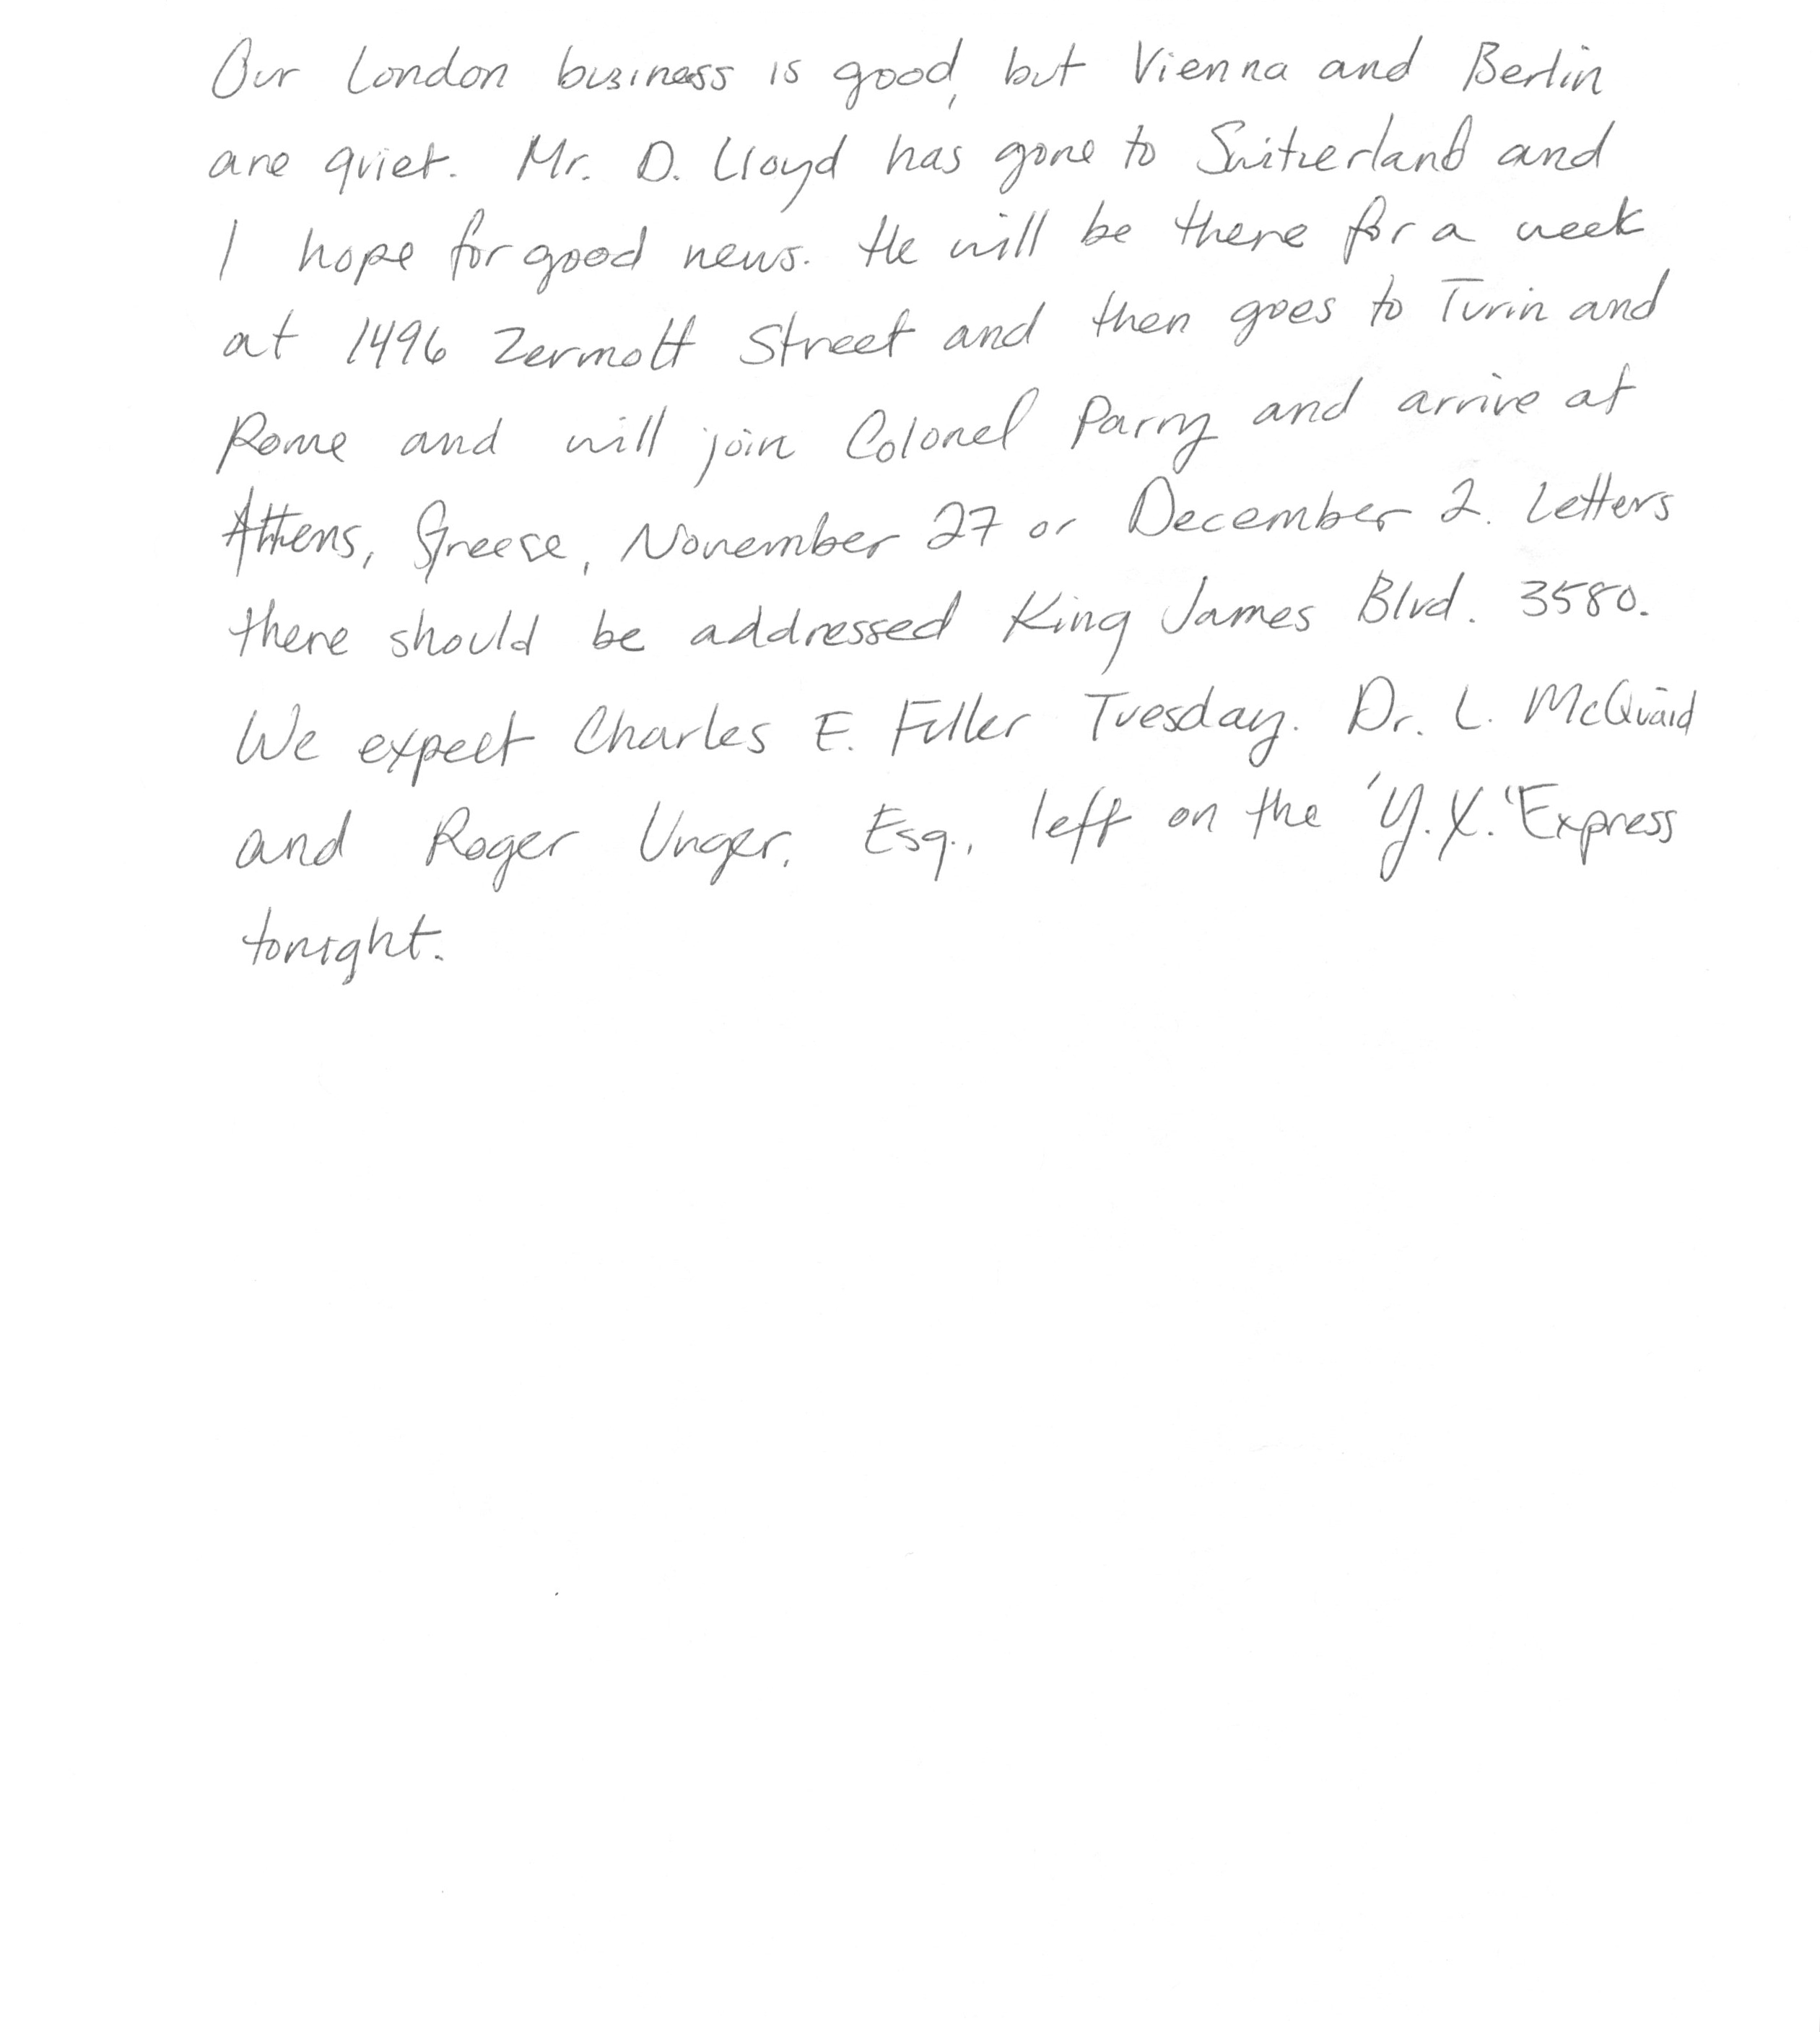 Our London business is good, but Vienna and Berlin
are quiet. Mr. D. Lloyd has gone to Switzerland and
I hope for good news. He will be there for a week
at 1496 Zermott Street and then goes to Turin and
Rome and will join Colonel Parry and arrive at
Athens, Greese, November 27 or December 2. Letters
there should be addressed King James Blvd. 3580.
We expect Charles E. Fuller Tuesday. Dr. L. McQuaid
and Roger Unger, Esq., left on the 'Y.X.' Express
tonight.